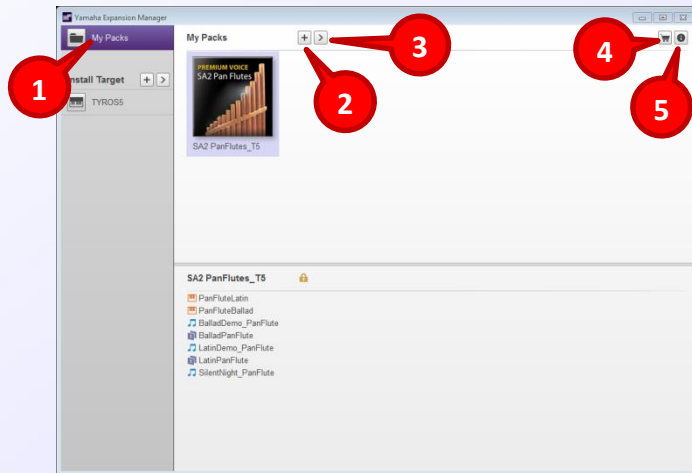 Yamaha Expansion Manager
My Packs
My Packs
3
4
PREMIUM VOICE
SA2 Pan Flutes
1
Install Target
2
5
TYROS5
SA2 PanFlutes_T5
SA2 PanFlutes_T5
PanFluteLatin
PanFluteBallad
BalladDemo_PanFlute
BalladPanFlute
LatinDemo_PanFlute
LatinPanFlute
SilentNight_PanFlute